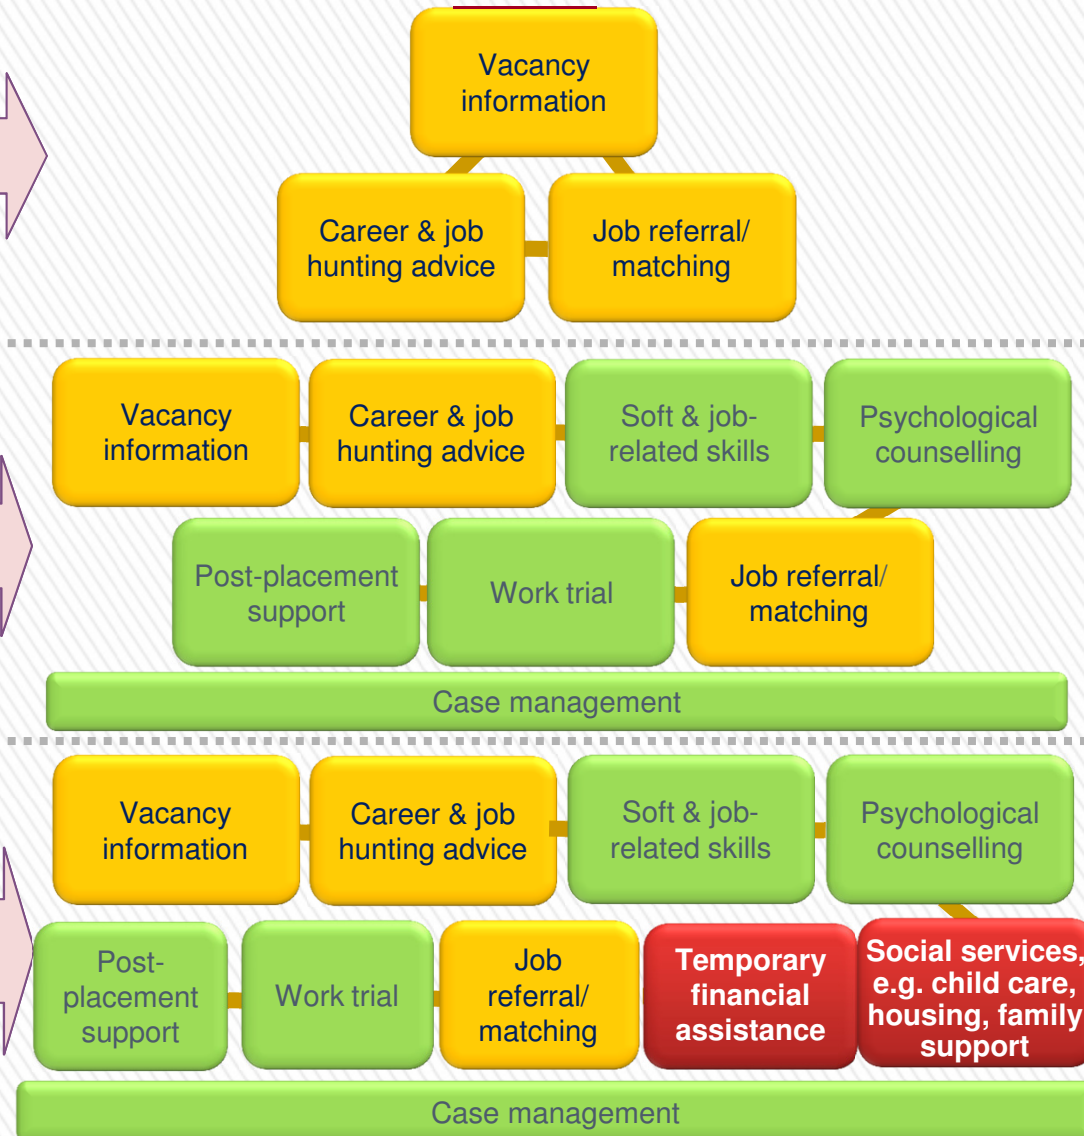 Vacancy
information
Career & job
hunting advice
Job referral/
matching
Vacancy
information
Career & job
hunting advice
Soft & job-
related skills
Psychological
counselling
Post-placement
support
Work trial
Job referral/
matching
Case management
Vacancy
information
Career & job
hunting advice
Soft & job-
related skills
Psychological
counselling
Post-
placement
support
Work trial
Job
referral/
matching
Temporary
financial
assistance
Social services,
e.g. child care,
housing, family
support
Case management